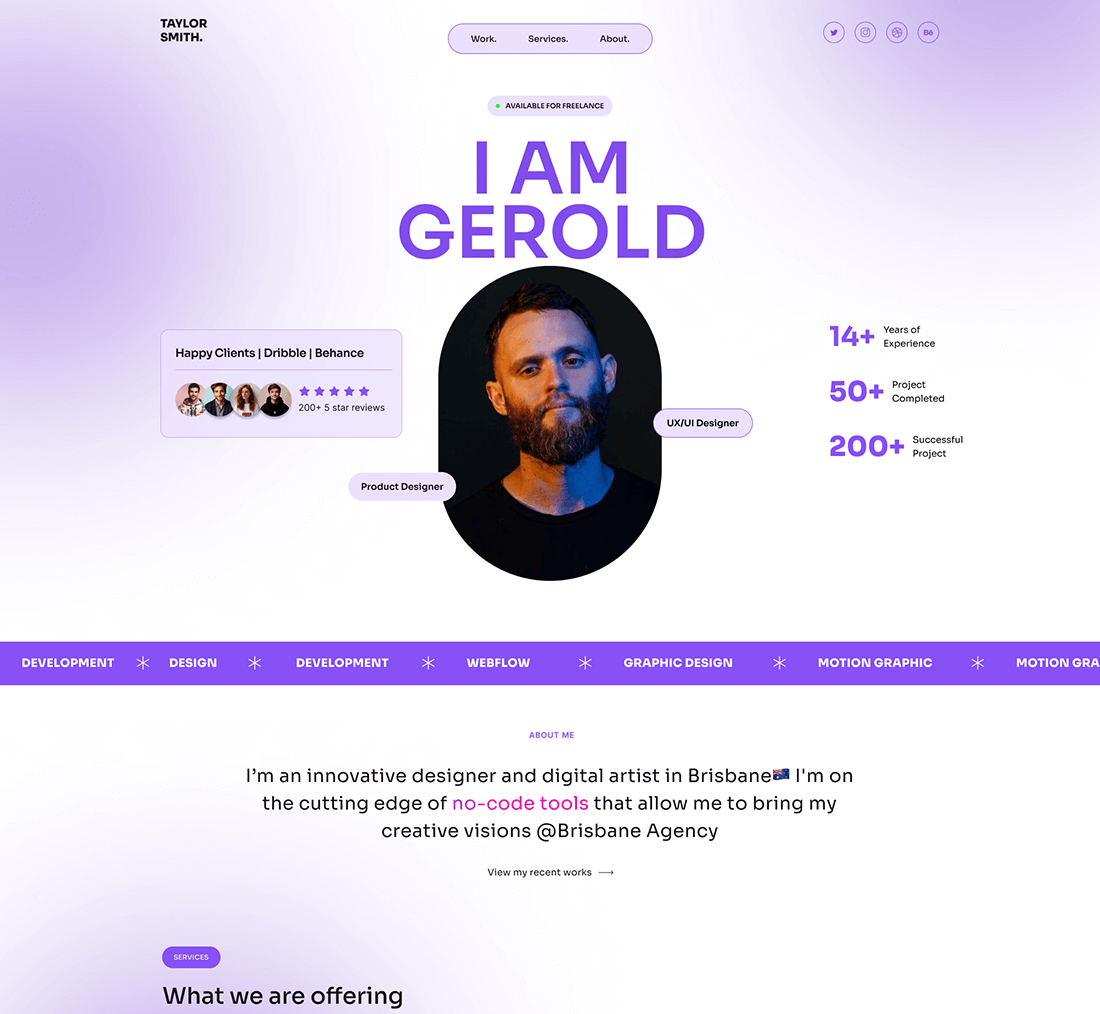 TAYLOR
SMITH.
Work. Services. About.
Bē
AVAILABLE FOR FREELANCE
I AM
GEROLD
Happy Clients | Dribble | Behance
200+ 5 star reviews
Product Designer
UX/UI Designer
14+ Years of
Experience
50+ Project
Completed
200+ Successful
Project
DEVELOPMENT DESIGN DEVELOPMENT WEBFLOW GRAPHIC DESIGN MOTION GRAPHIC MOTION GRA
ABOUT ME
I’m an innovative designer and digital artist in Brisbane🇦🇺 I'm on
the cutting edge of no-code tools that allow me to bring my
creative visions @Brisbane Agency
View my recent works ⟶
SERVICES
What we are offering